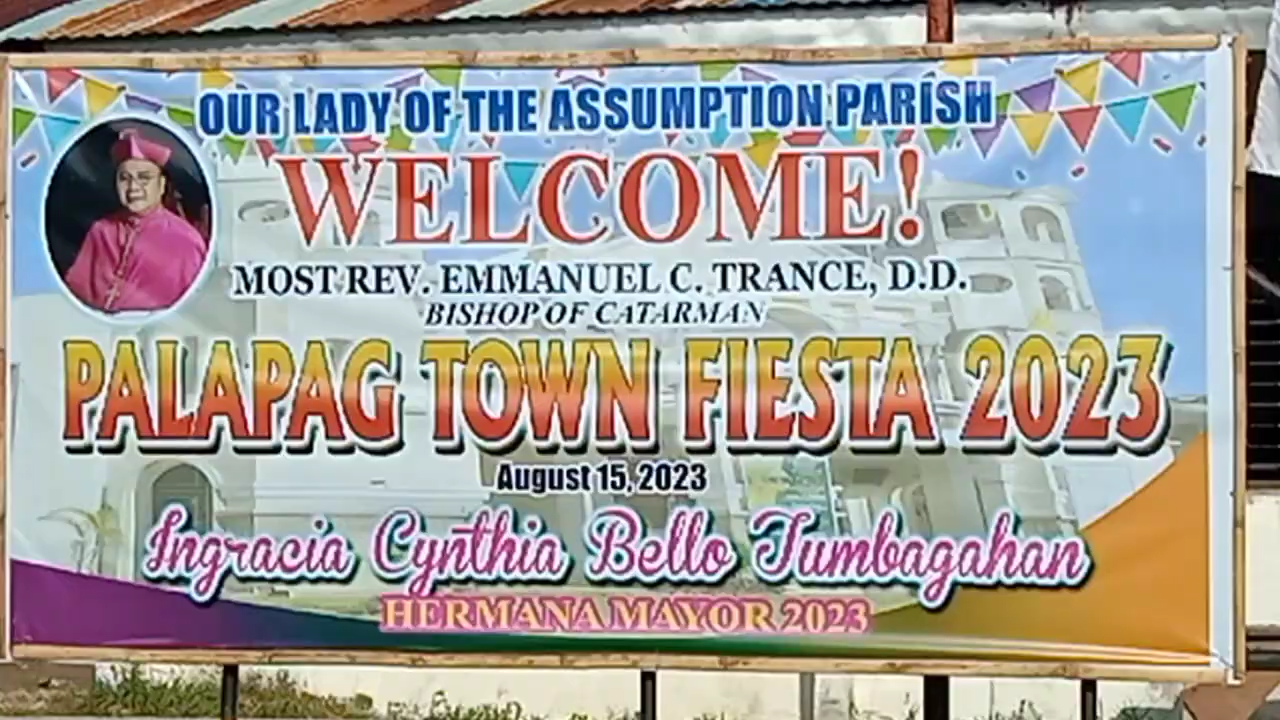 OUR LADY OF THE ASSUMPTION PARISH
WELCOME!
MOST REV. EMMANUEL C. TRANCE, D.D.
BISHOP OF CATARMAN
PALAPAG TOWN FIESTA 2023
August 15, 2023
Ingracia Cynthia Bello Tumbagahan
HERMANA MAYOR 2023